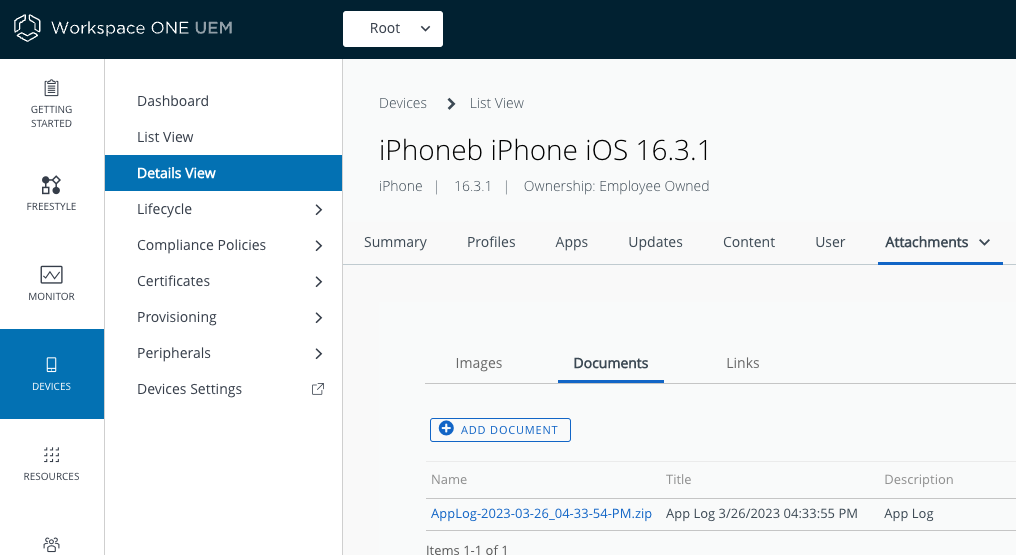 Workspace ONE UEM
Root
GETTING
STARTED
FREESTYLE
MONITOR
DEVICES
RESOURCES
Dashboard
List View
Details View
Lifecycle
Compliance Policies
Certificates
Provisioning
Peripherals
Devices Settings
Devices List View
iPhoneb iPhone iOS 16.3.1
iPhone | 16.3.1 | Ownership: Employee Owned
Summary Profiles Apps Updates Content User Attachments
Images Documents Links
ADD DOCUMENT
Name Title Description
AppLog-2023-03-26_04-33-54-PM.zip App Log 3/26/2023 04:33:55 PM App Log
Items 1-1 of 1